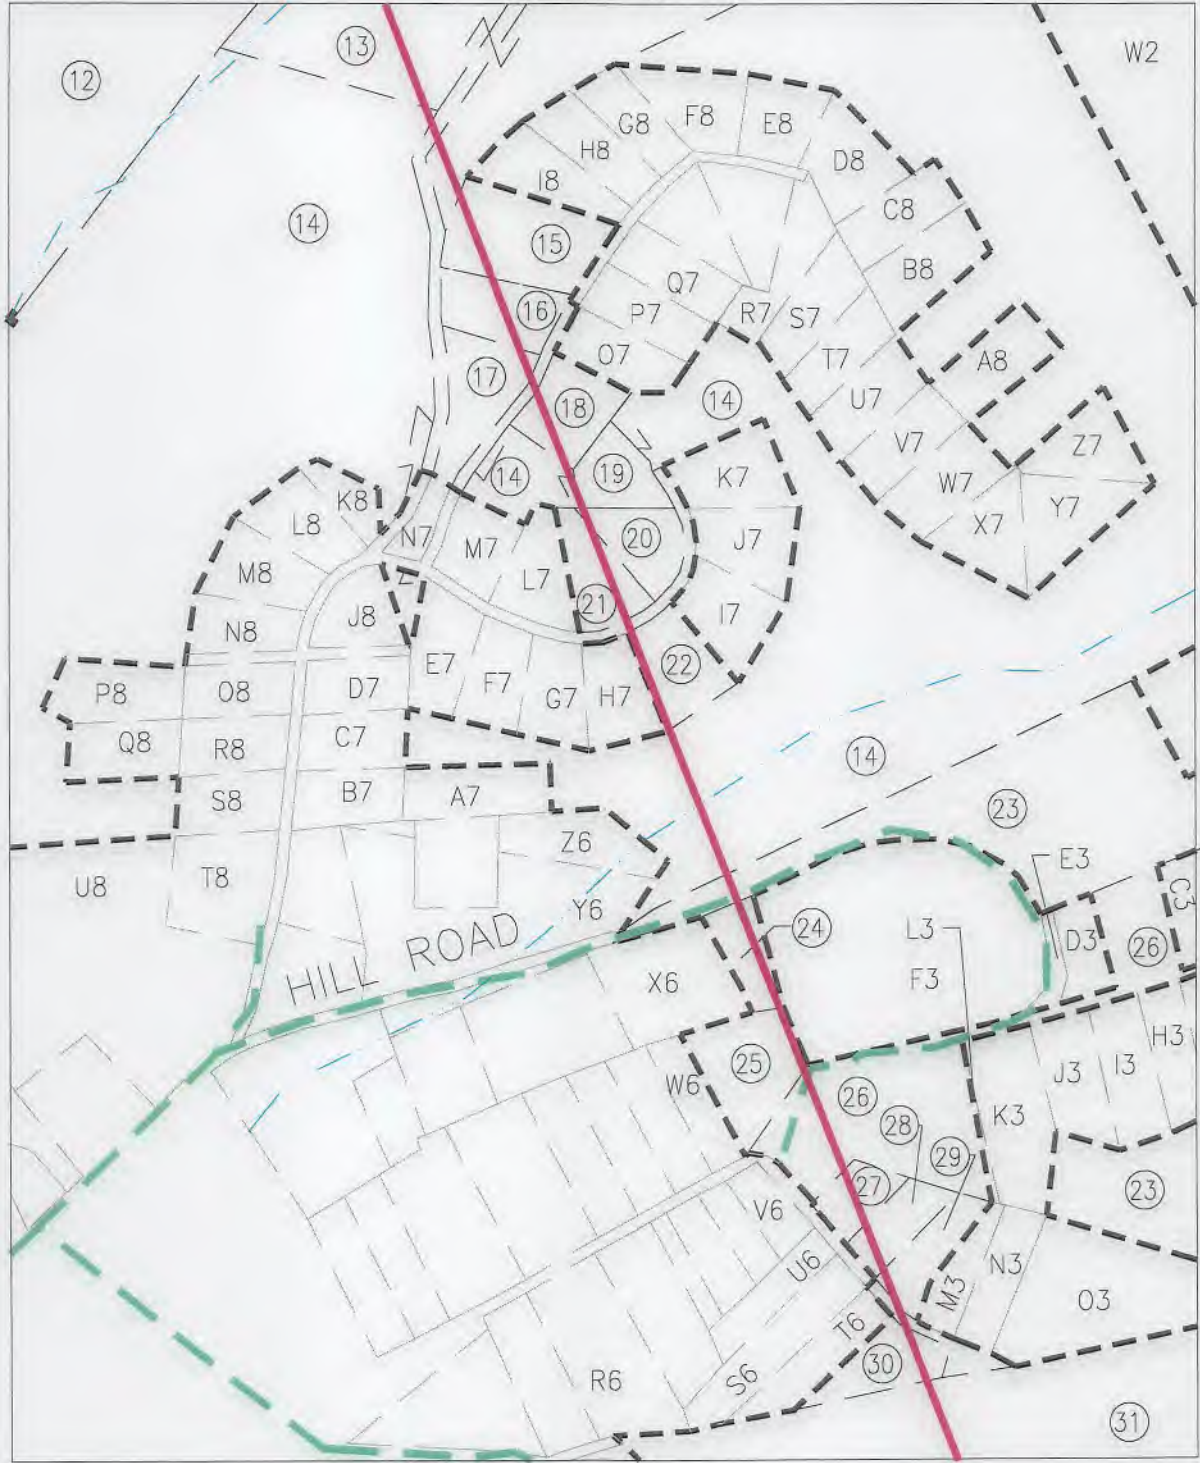 13
W2
12
F8
E8
G8
H8
D8
I8
C8
14
15
B8
Q7
16
P7
R7
S7
O7
T7
A8
17
U7
18
14
V7
Z7
K7
14
19
W7
K8
Y7
L8
X7
N7
M7
20
J7
M8
L7
21
J8
I7
N8
E7
22
F7
P8
O8
D7
G7
H7
Q8
R8
C7
14
S8
B7
A7
23
Z6
E3
U8
T8
C3
Y6
HILL ROAD
24
L3
D3
26
F3
X6
H3
25
J3
I3
W6
26
K3
28
29
27
23
V6
U6
N3
M3
O3
T6
30
S6
R6
31